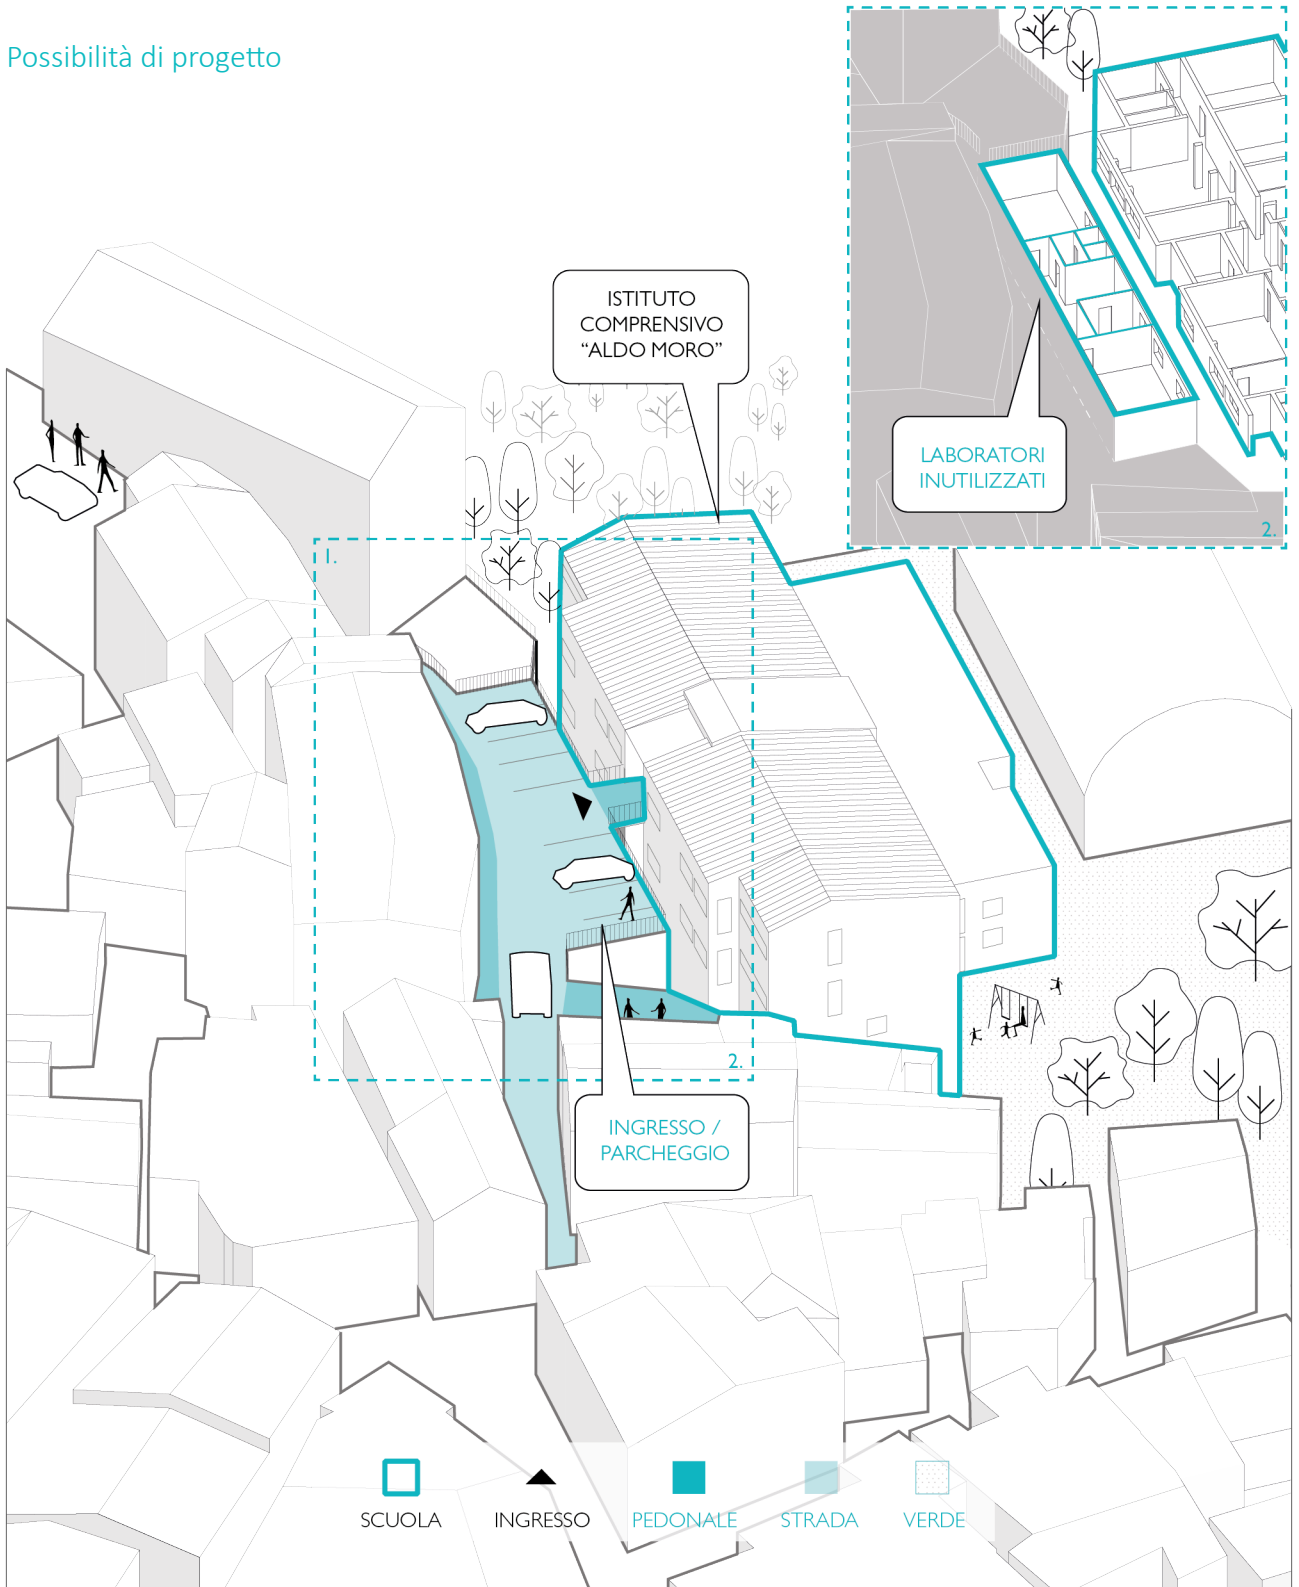 Possibilità di progetto
ISTITUTO
COMPRENSIVO
“ALDO MORO”
LABORATORI
INUTILIZZATI
2.
1.
2.
INGRESSO /
PARCHEGGIO
SCUOLA
INGRESSO
PEDONALE
STRADA
VERDE